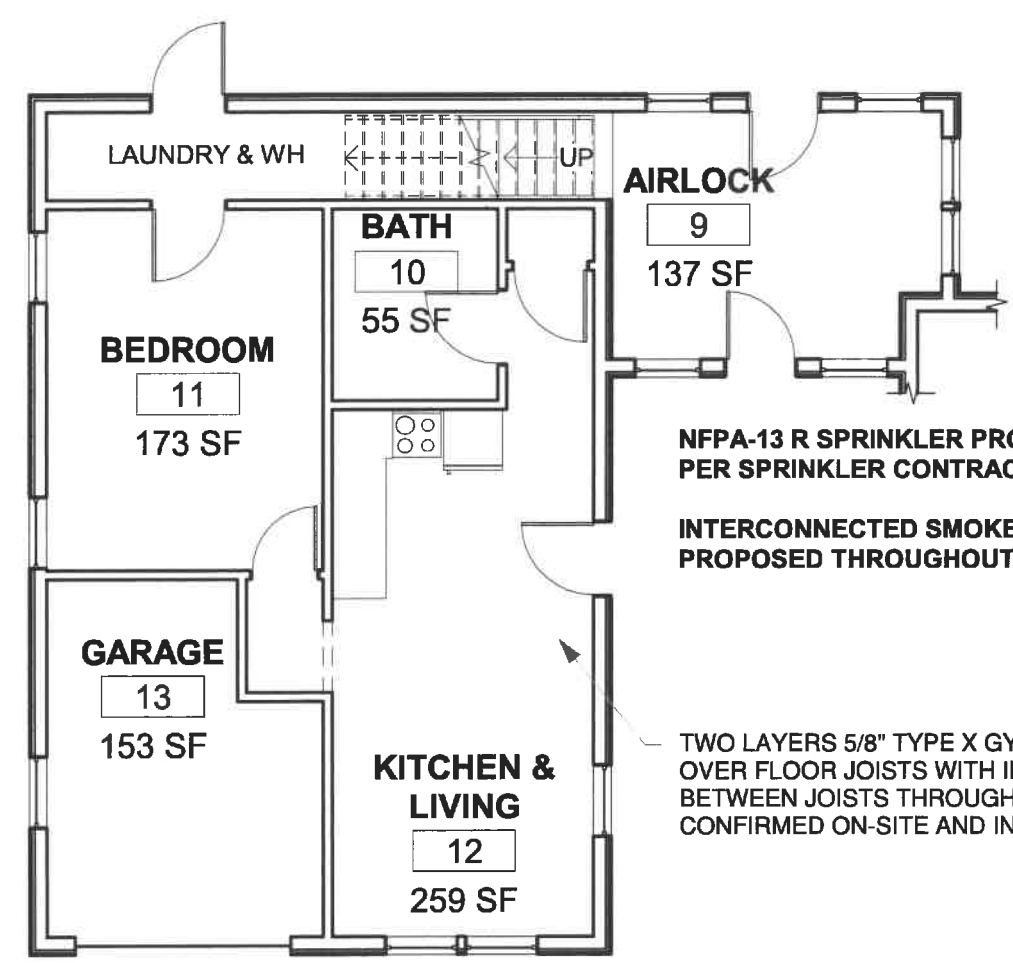 LAUNDRY & WH
UP
AIRLOCK
9
137 SF
BATH
10
55 SF
BEDROOM
11
173 SF
NFPA-13 R SPRINKLER PRO
PER SPRINKLER CONTRAC
INTERCONNECTED SMOKE
PROPOSED THROUGHOUT
GARAGE
13
153 SF
TWO LAYERS 5/8" TYPE X GY
OVER FLOOR JOISTS WITH I
BETWEEN JOISTS THROUGH
CONFIRMED ON-SITE AND IN
KITCHEN &
LIVING
12
259 SF